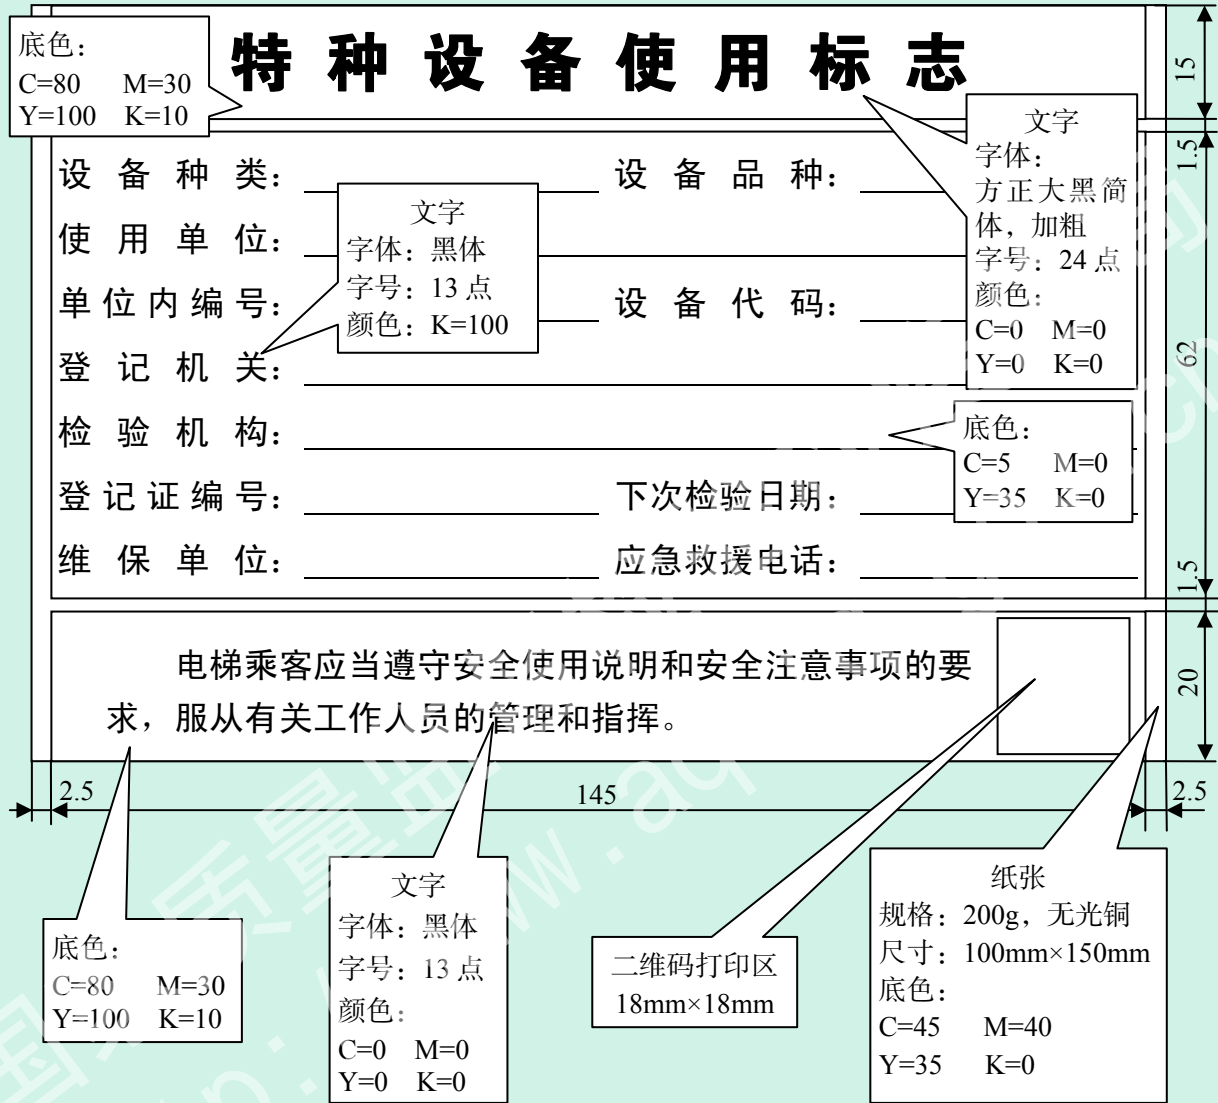 特种设备使用标志
底色：
C=80 M=30
Y=100 K=10
设备种类：
设备品种：
使用单位：
单位内编号：
设备代码：
登记机关：
检验机构：
登记证编号：
下次检验日期：
维保单位：
应急救援电话：
文字
字体：黑体
字号：13点
颜色：K=100
文字
字体：
方正大黑简
体，加粗
字号：24点
颜色：
C=0 M=0
Y=0 K=0
底色：
C=5 M=0
Y=35 K=0
15
1.5
62
1.5
20
电梯乘客应当遵守安全使用说明和安全注意事项的要
求，服从有关工作人员的管理和指挥。
2.5
145
2.5
底色：
C=80 M=30
Y=100 K=10
文字
字体：黑体
字号：13点
颜色：
C=0 M=0
Y=0 K=0
二维码打印区
18mm×18mm
纸张
规格：200g，无光铜
尺寸：100mm×150mm
底色：
C=45 M=40
Y=35 K=0